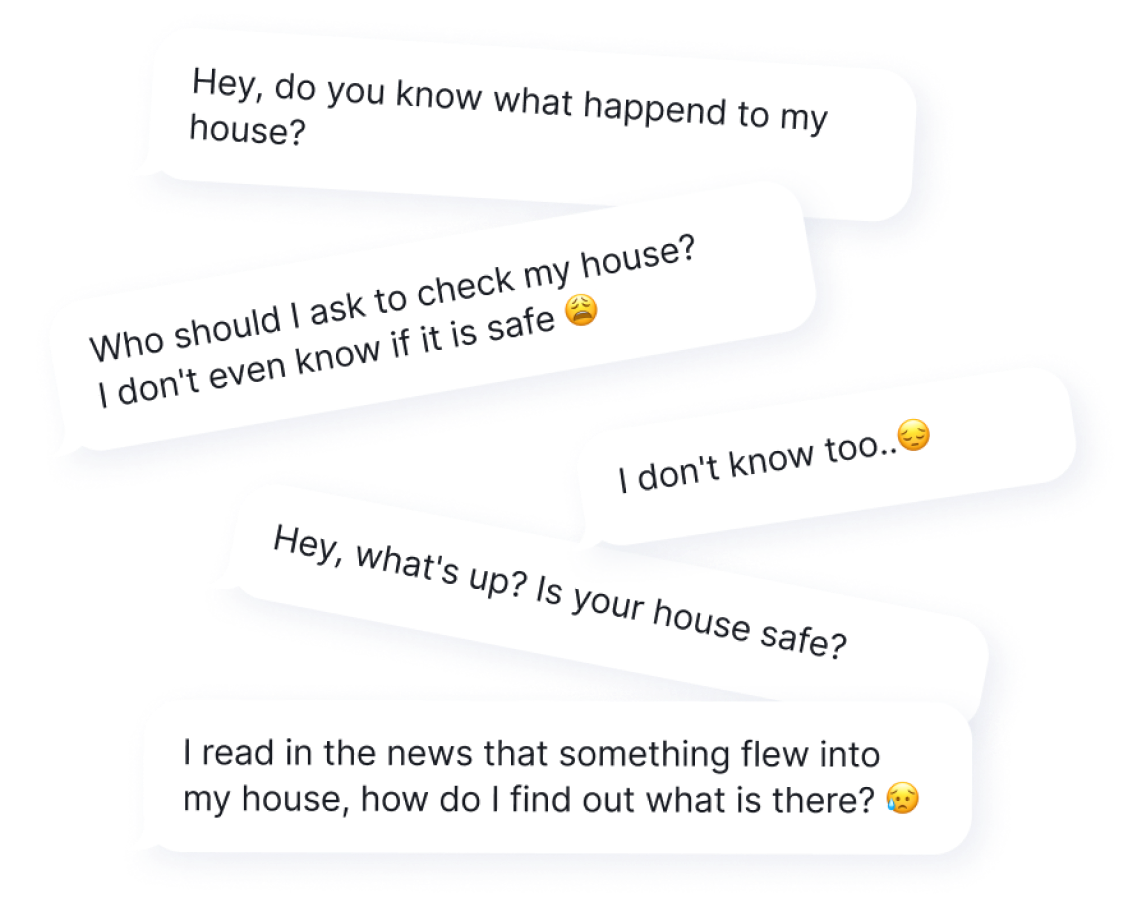 Hey, do you know what happend to my
house?
Who should I ask to check my house?
I don't even know if it is safe 😩
I don't know too..😔
Hey, what's up? Is your house safe?
I read in the news that something flew into
my house, how do I find out what is there? 😥